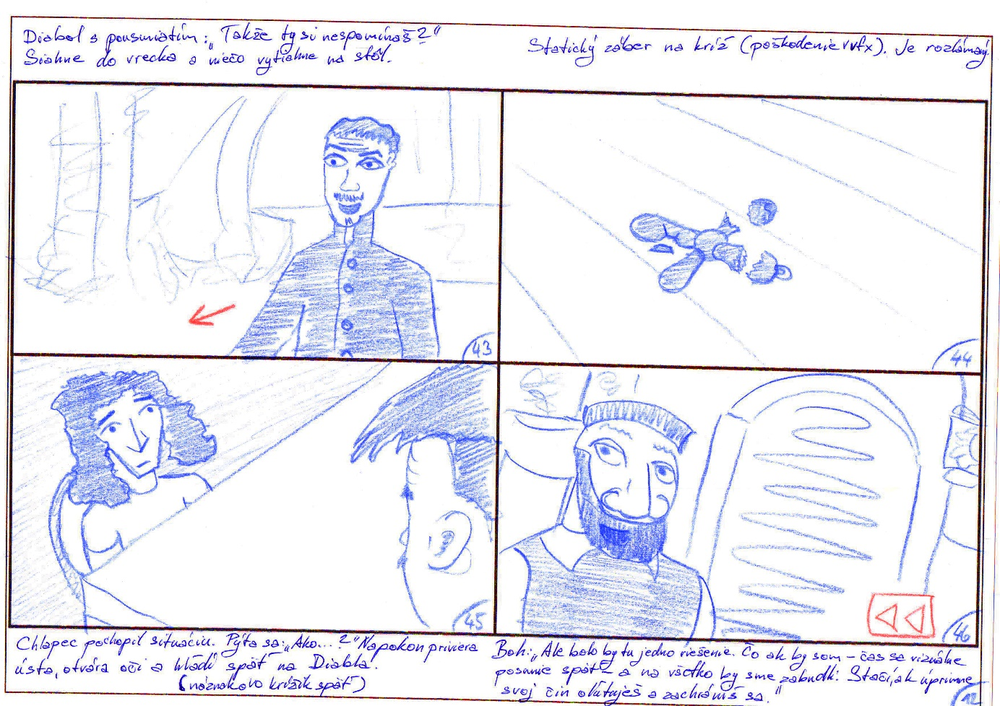 Diabol s pousmiatím: „Takže ty si nespomínaš?"
Siahne do vrecka a niečo vytiahne na stôl.
Statický záber na kríž (poškodenie vvfx). Je rozlámaný.
43
44
45
46
Chlapec pochopil situáciu. Pýta sa: „Ako...?" Napokon priviera
ústa, otvára oči a hľadí späť na Diabla.
(náznakovo krížik späť)
Boh: „Ale bolo by tu jedno riešenie. Čo ak by som - čas sa vizuálne
posunie späť - a na všetko by sme zabudli. Stačí, ak úprimne
svoj čin oľutuješ a zachrániš sa."
12